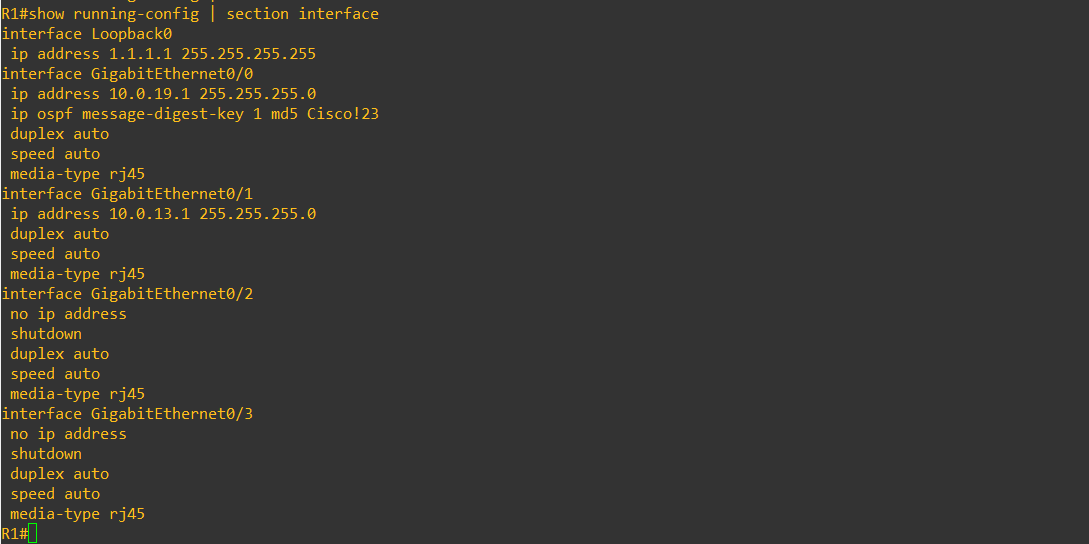 R1#show running-config | section interface
interface Loopback0
 ip address 1.1.1.1 255.255.255.255
interface GigabitEthernet0/0
 ip address 10.0.19.1 255.255.255.0
 ip ospf message-digest-key 1 md5 Cisco!23
 duplex auto
 speed auto
 media-type rj45
interface GigabitEthernet0/1
 ip address 10.0.13.1 255.255.255.0
 duplex auto
 speed auto
 media-type rj45
interface GigabitEthernet0/2
 no ip address
 shutdown
 duplex auto
 speed auto
 media-type rj45
interface GigabitEthernet0/3
 no ip address
 shutdown
 duplex auto
 speed auto
 media-type rj45
R1#